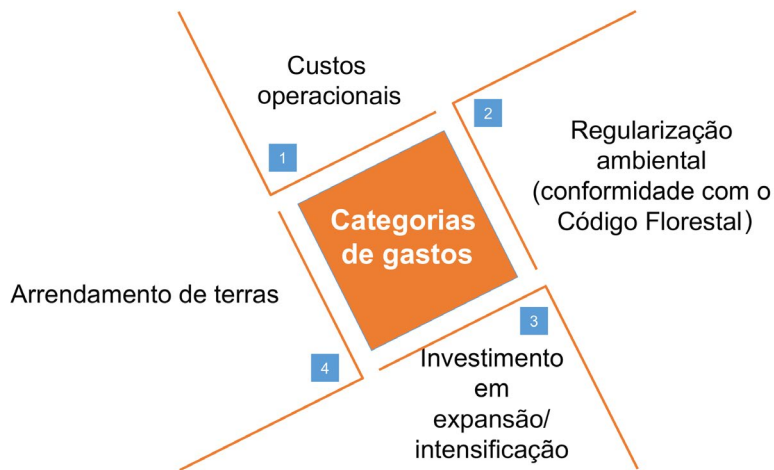 Custos
operacionais
1
2
Regularização
ambiental
(conformidade com o
Código Florestal)
Categorias
de gastos
Arrendamento de terras
4
3
Investimento
em
expansão/
intensificação